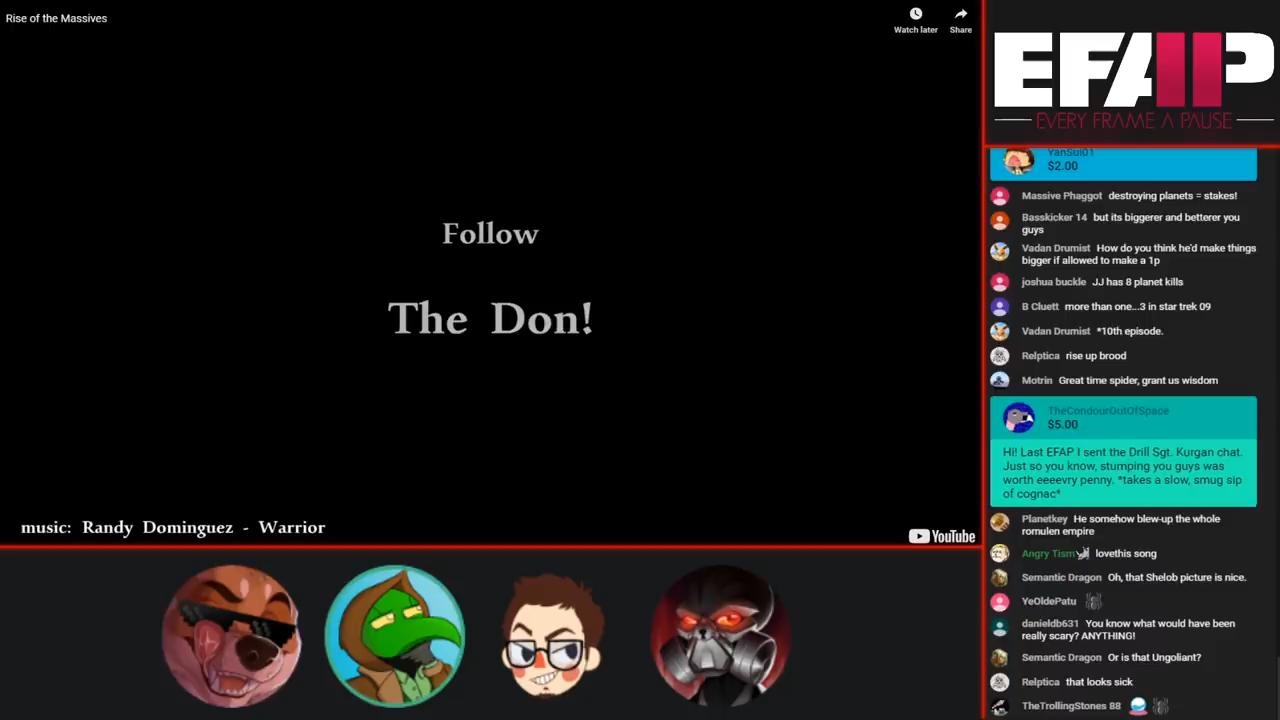 Rise of the Massives
Watch later
Share
Follow
The Don!
music: Randy Dominguez - Warrior
YouTube
EFAP
EVERY FRAME A PAUSE
YanSui01
$2.00
Massive Phaggot destroying planets = stakes!
Basskicker 14 but its biggerer and betterer you
guys
Vadan Drumist How do you think he'd make things
bigger if allowed to make a 1p
joshua buckle JJ has 8 planet kills
B Cluett more than one...3 in star trek 09
Vadan Drumist *10th episode.
Relptica rise up brood
Motrin Great time spider, grant us wisdom
TheCondourOutOfSpace
$5.00
Hi! Last EFAP I sent the Drill Sgt. Kurgan chat.
Just so you know, stumping you guys was
worth eeeevry penny. *takes a slow, smug sip
of cognac*
Planetkey He somehow blew-up the whole
romulen empire
Angry Tism lovethis song
Semantic Dragon Oh, that Shelob picture is nice.
YeOldePatu
danieldb631 You know what would have been
really scary? ANYTHING!
Semantic Dragon Or is that Ungoliant?
Relptica that looks sick
TheTrollingStones 88